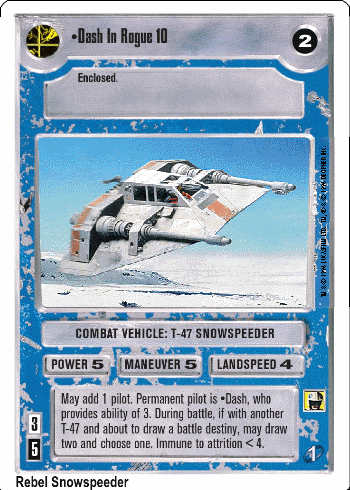 •Dash In Rogue 10
2
Enclosed.
COMBAT VEHICLE: T-47 SNOWSPEEDER
POWER 5
MANEUVER 5
LANDSPEED 4
May add 1 pilot. Permanent pilot is •Dash, who
provides ability of 3. During battle, if with another
T-47 and about to draw a battle destiny, may draw
two and choose one. Immune to attrition < 4.
3
5
1
Rebel Snowspeeder